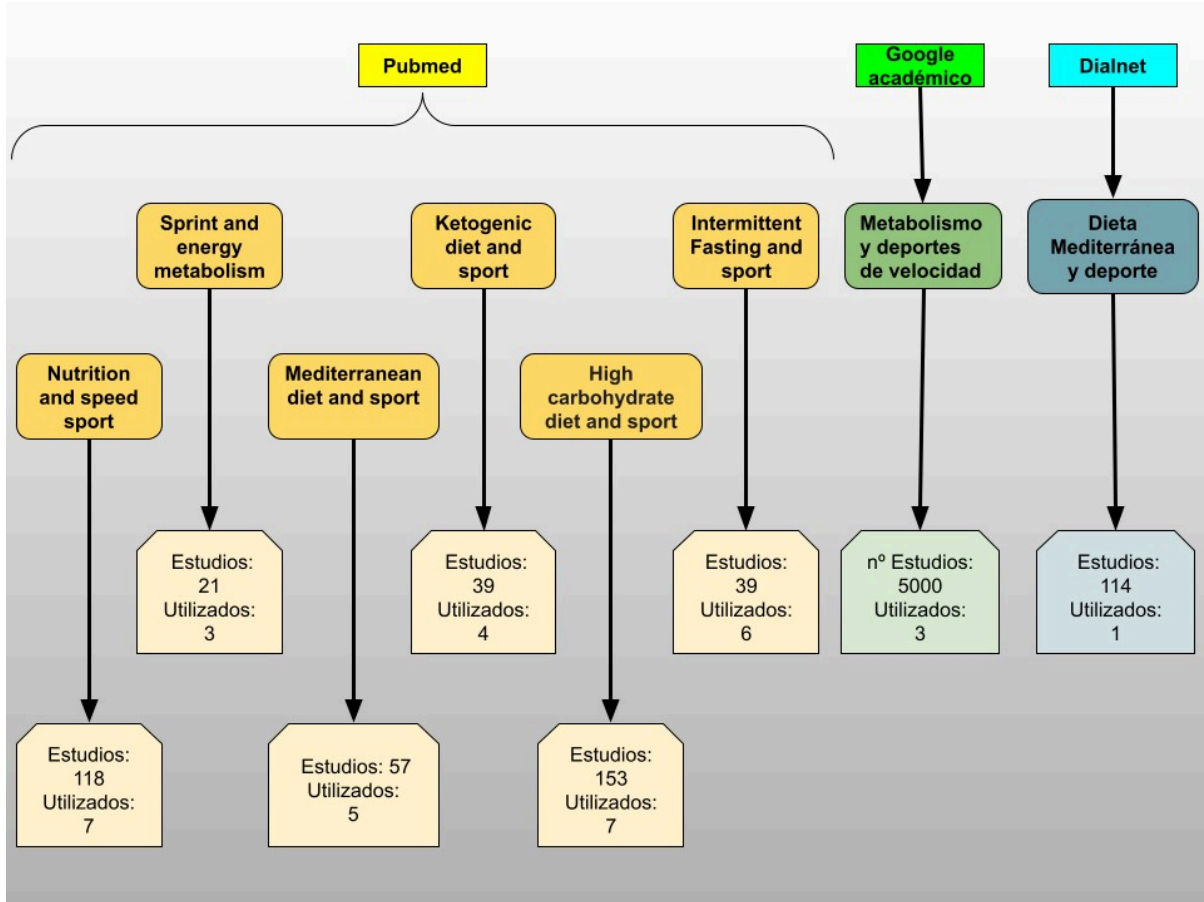 Pubmed
Google
académico
Dialnet
Sprint and
energy
metabolism
Ketogenic
diet and
sport
Intermittent
Fasting and
sport
Metabolismo
y deportes
de velocidad
Dieta
Mediterránea
y deporte
Nutrition
and speed
sport
Mediterranean
diet and sport
High
carbohydrate
diet and sport
Estudios:
21
Utilizados:
3
Estudios:
39
Utilizados:
4
Estudios:
39
Utilizados:
6
nº Estudios:
5000
Utilizados:
3
Estudios:
114
Utilizados:
1
Estudios:
118
Utilizados:
7
Estudios: 57
Utilizados:
5
Estudios:
153
Utilizados:
7